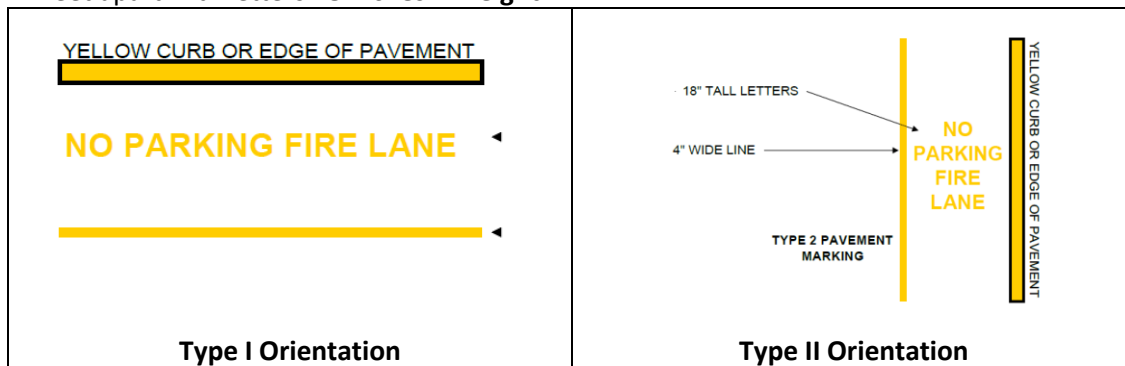 YELLOW CURB OR EDGE OF PAVEMENT
NO PARKING FIRE LANE
Type I Orientation
18" TALL LETTERS
4" WIDE LINE
NO
PARKING
FIRE
LANE
YELLOW CURB OR EDGE OF PAVEMENT
TYPE 2 PAVEMENT
MARKING
Type II Orientation